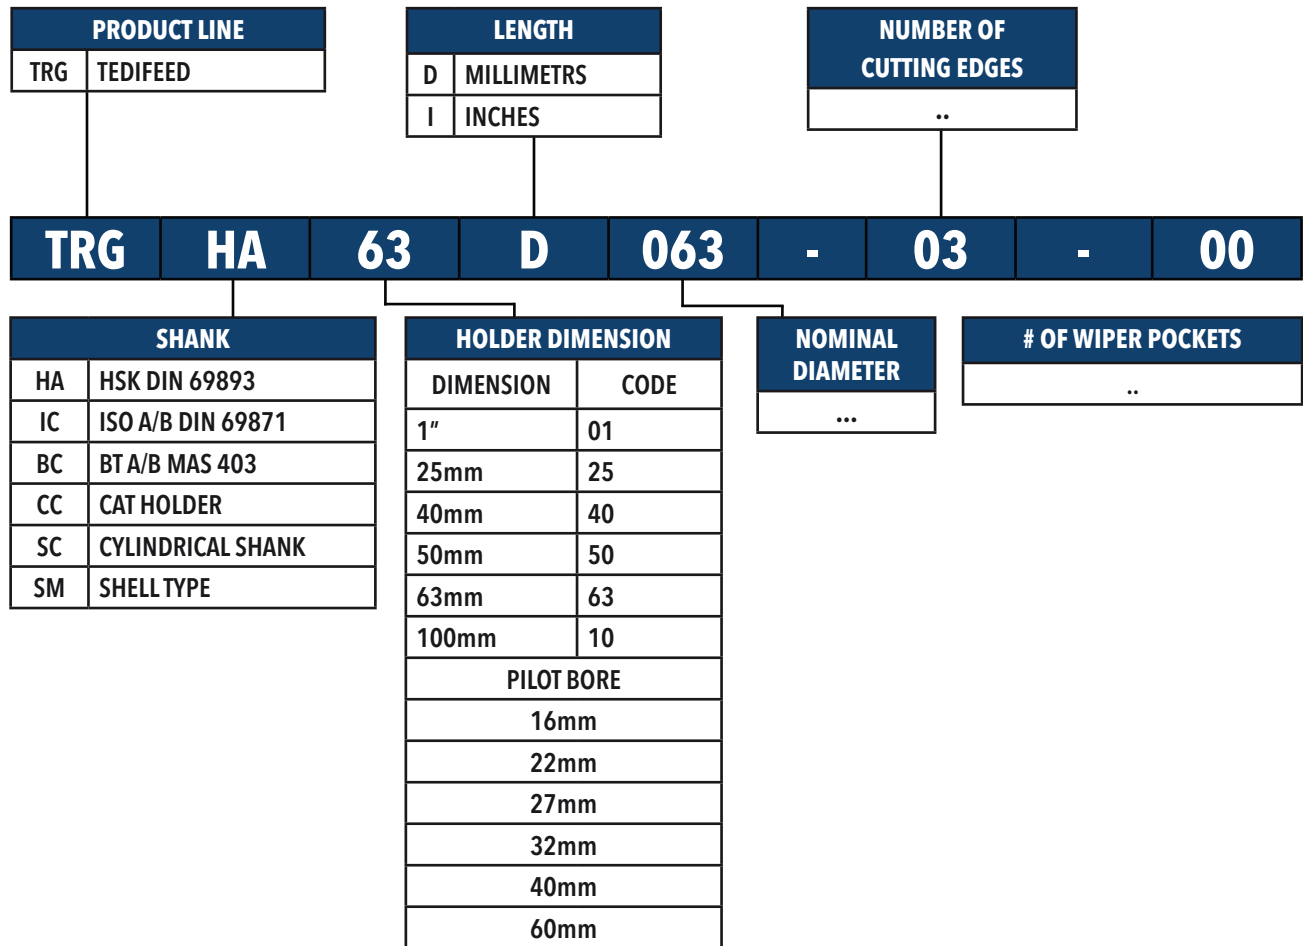 PRODUCT LINE
TRG TEDIFEED
LENGTH
D MILLIMETRS
I INCHES
NUMBER OF
CUTTING EDGES
..
TRG HA 63 D 063 - 03 - 00
SHANK
HA HSK DIN 69893
IC ISO A/B DIN 69871
BC BT A/B MAS 403
CC CAT HOLDER
SC CYLINDRICAL SHANK
SM SHELL TYPE
HOLDER DIMENSION
DIMENSION CODE
1" 01
25mm 25
40mm 40
50mm 50
63mm 63
100mm 10
PILOT BORE
16mm
22mm
27mm
32mm
40mm
60mm
NOMINAL
DIAMETER
...
# OF WIPER POCKETS
..